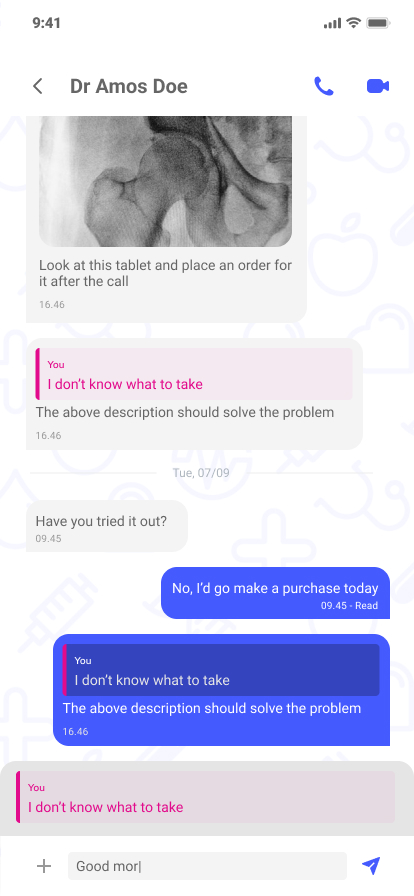 9:41
Dr Amos Doe
Look at this tablet and place an order for
it after the call
16.46
You
I don’t know what to take
The above description should solve the problem
16.46
Tue, 07/09
Have you tried it out?
09.45
No, I’d go make a purchase today
09.45 - Read
You
I don’t know what to take
The above description should solve the problem
16.46
You
I don’t know what to take
Good mor|